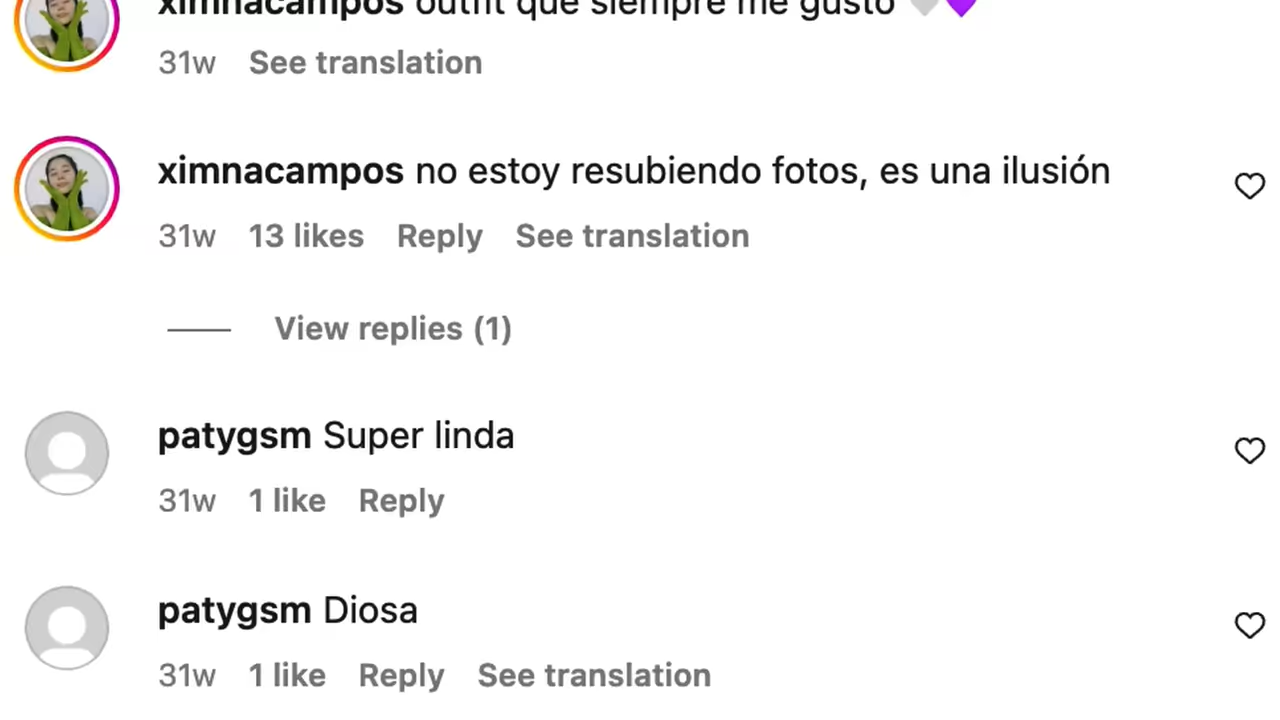 ximnacampos outfit que siempre me gustó 🤍💜
31w See translation
ximnacampos no estoy resubiendo fotos, es una ilusión
31w 13 likes Reply See translation
View replies (1)
patygsm Super linda
31w 1 like Reply
patygsm Diosa
31w 1 like Reply See translation